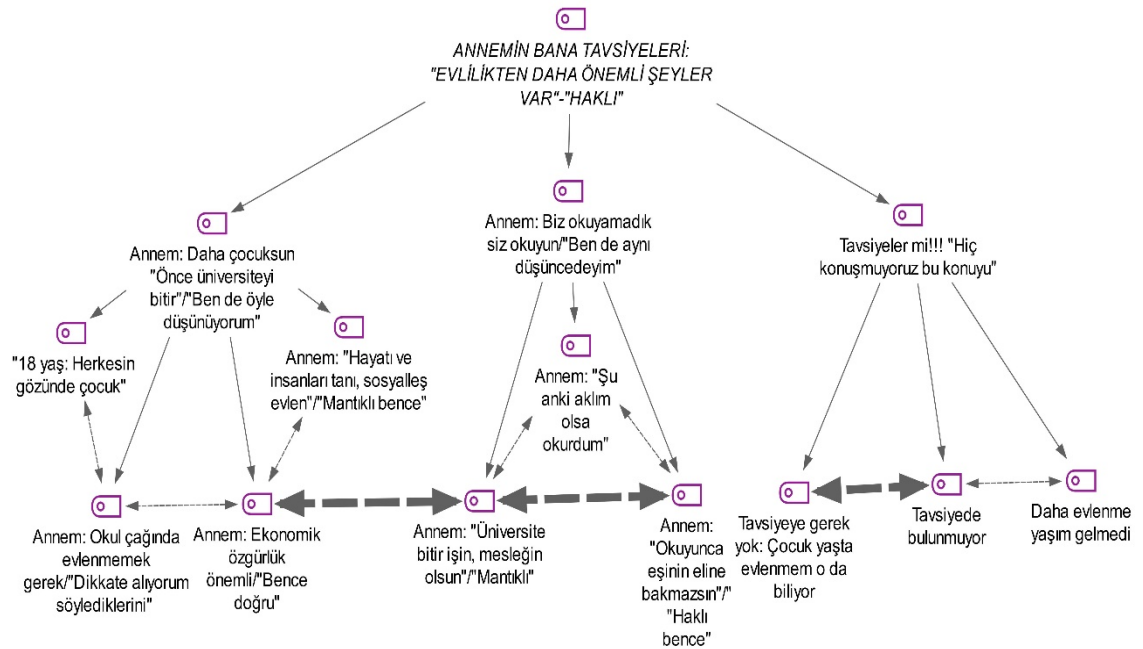 ANNEMİN BANA TAVSİYELERİ:
"EVLİLİKTEN DAHA ÖNEMLİ ŞEYLER
VAR"-"HAKLI"
Annem: Daha çocuksun
"Önce üniversiteyi
bitir"/"Ben de öyle
düşünüyorum"
Annem: Biz okuyamadık
siz okuyun/"Ben de aynı
düşüncedeyim"
Tavsiyeler mi!!! "Hiç
konuşmuyoruz bu konuyu"
"18 yaş: Herkesin
gözünde çocuk"
Annem: "Hayatı ve
insanları tanı, sosyalleş
evlen"/"Mantıklı bence"
Annem: "Şu
anki aklım
olsa
okurdum"
Annem: Okul çağında
evlenmemek
gerek/"Dikkate alıyorum
söylediklerini"
Annem: Ekonomik
özgürlük
önemli/"Bence
doğru"
Annem: "Üniversite
bitir işin, mesleğin
olsun"/"Mantıklı"
Annem:
"Okuyunca
eşinin eline
bakmazsın"/"
"Haklı
bence"
Tavsiyeye gerek
yok: Çocuk yaşta
evlenmem o da
biliyor
Tavsiyede
bulunmuyor
Daha evlenme
yaşım gelmedi